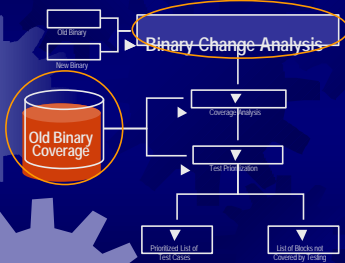 Old Binary
New Binary
Binary Change Analysis
Old Binary
Coverage
Coverage Analysis
Test Prioritization
Prioritized List of
Test Cases
List of Blocks not
Covered by Testing